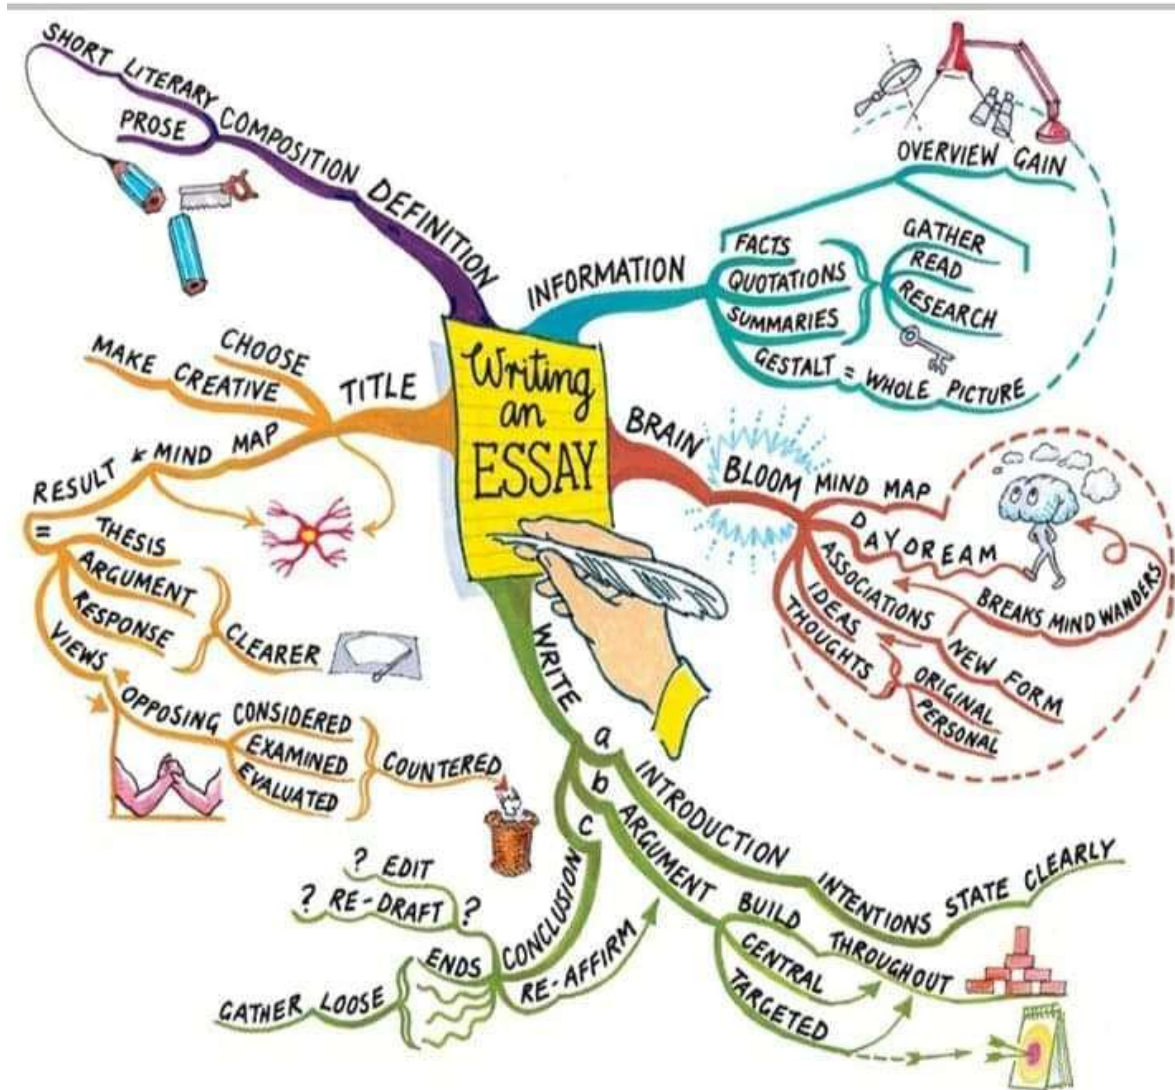 Writing
an
ESSAY
DEFINITION
COMPOSITION
SHORT LITERARY
PROSE
INFORMATION
OVERVIEW GAIN
FACTS
QUOTATIONS
SUMMARIES
GATHER
READ
RESEARCH
GESTALT = WHOLE PICTURE
BRAIN
BLOOM
MIND MAP
DAYDREAM
BREAKS MIND WANDERS
ASSOCIATIONS
NEW FORM
IDEAS
THOUGHTS
ORIGINAL
PERSONAL
WRITE
a
INTRODUCTION
INTENTIONS
STATE CLEARLY
b
ARGUMENT
BUILD
THROUGHOUT
CENTRAL
TARGETED
c
CONCLUSION
RE-AFFIRM
ENDS
GATHER LOOSE
?
? RE-DRAFT
? EDIT
TITLE
CHOOSE
MAKE CREATIVE
MIND MAP
RESULT
=
THESIS
ARGUMENT
RESPONSE
CLEARER
VIEWS
OPPOSING
CONSIDERED
EXAMINED
EVALUATED
COUNTERED